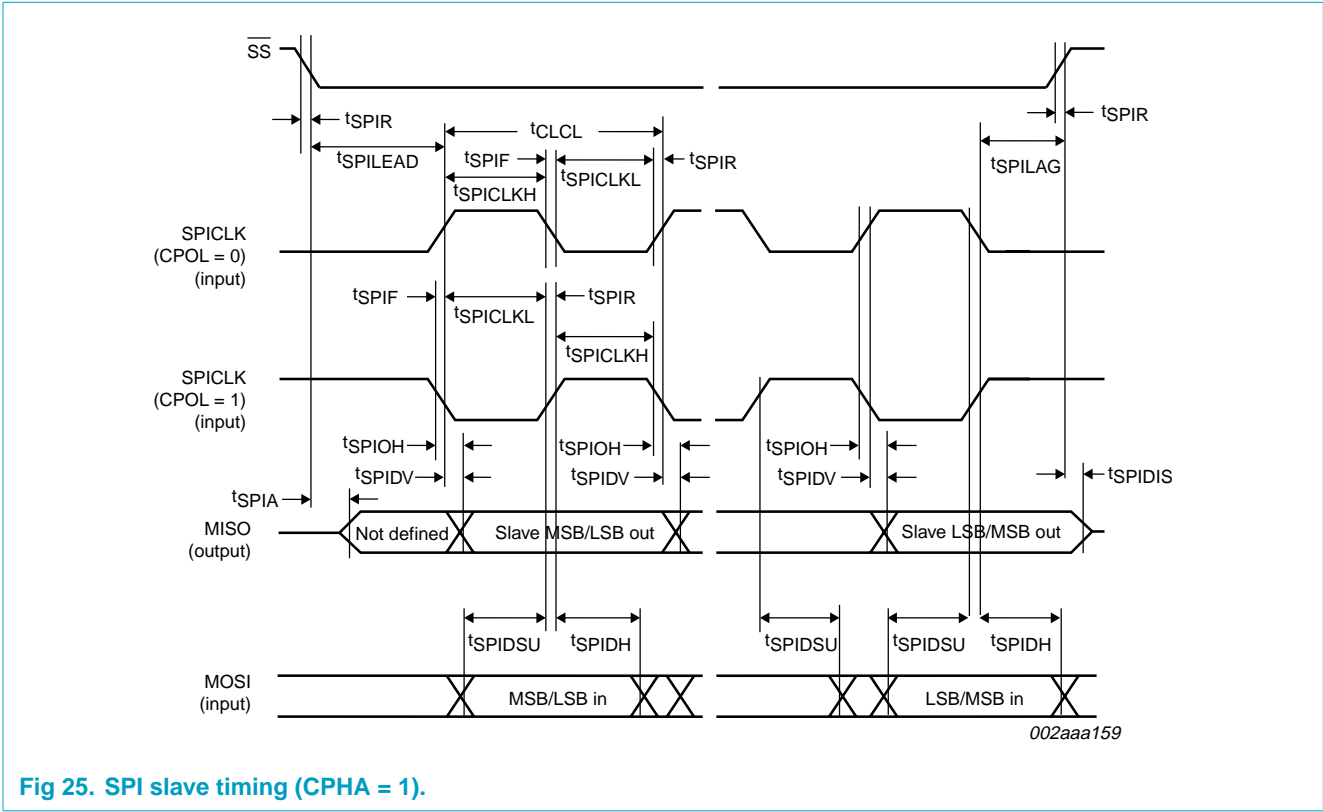 SS
tSPIR
tCLCL
tSPIR
tSPILEAD
tSPIF
tSPICLKL
tSPIR
tSPILAG
tSPICLKH
SPICLK
(CPOL = 0)
(input)
tSPIF
tSPICLKL
tSPIR
tSPICLKH
SPICLK
(CPOL = 1)
(input)
tSPIOH
tSPIOH
tSPIOH
tSPIDV
tSPIDV
tSPIDV
tSPIDIS
tSPIA
MISO
(output)
Not defined
Slave MSB/LSB out
Slave LSB/MSB out
tSPIDSU
tSPIDH
tSPIDSU
tSPIDSU
tSPIDH
MOSI
(input)
MSB/LSB in
LSB/MSB in
002aaa159
Fig 25. SPI slave timing (CPHA = 1).